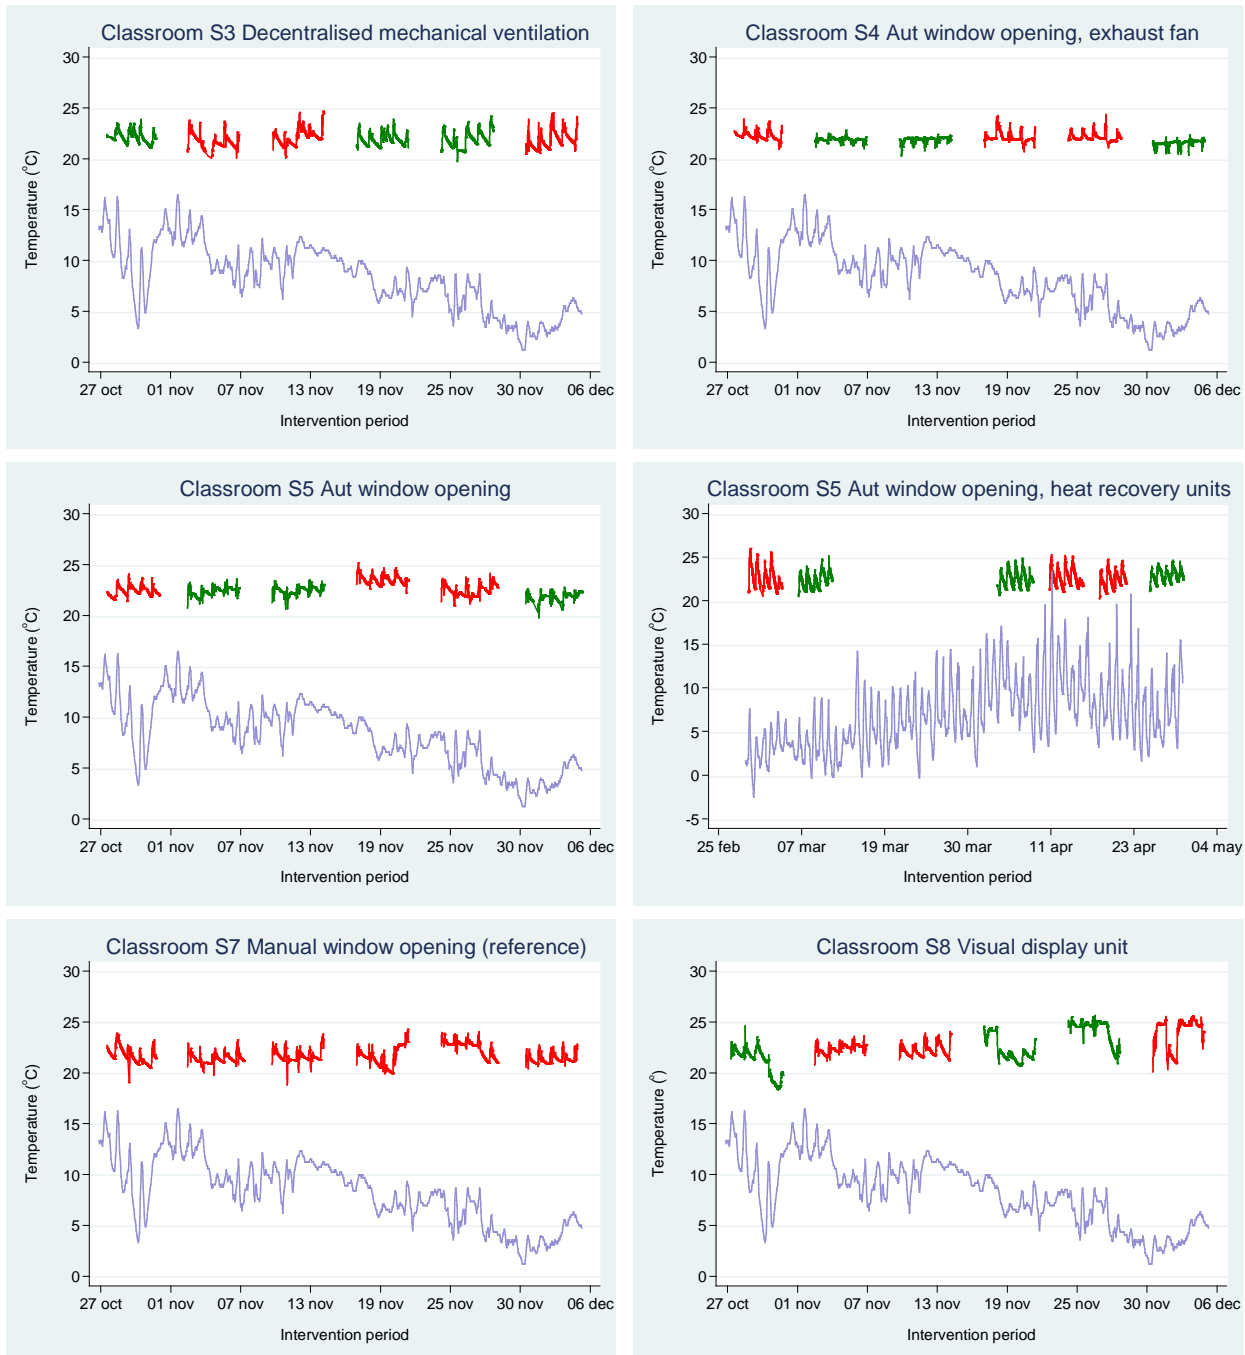 Classroom S3 Decentralised mechanical ventilation
30
25
20
15
10
5
0
Temperature (°C)
27 oct 01 nov 07 nov 13 nov 19 nov 25 nov 30 nov 06 dec
Intervention period
Classroom S4 Aut window opening, exhaust fan
30
25
20
15
10
5
0
Temperature (°C)
27 oct 01 nov 07 nov 13 nov 19 nov 25 nov 30 nov 06 dec
Intervention period
Classroom S5 Aut window opening
30
25
20
15
10
5
0
Temperature (°C)
27 oct 01 nov 07 nov 13 nov 19 nov 25 nov 30 nov 06 dec
Intervention period
Classroom S5 Aut window opening, heat recovery units
30
25
20
15
10
5
0
-5
Temperature (°C)
25 feb 07 mar 19 mar 30 mar 11 apr 23 apr 04 may
Intervention period
Classroom S7 Manual window opening (reference)
30
25
20
15
10
5
0
Temperature (°C)
27 oct 01 nov 07 nov 13 nov 19 nov 25 nov 30 nov 06 dec
Intervention period
Classroom S8 Visual display unit
30
25
20
15
10
5
0
Temperature (°)
27 oct 01 nov 07 nov 13 nov 19 nov 25 nov 30 nov 06 dec
Intervention period